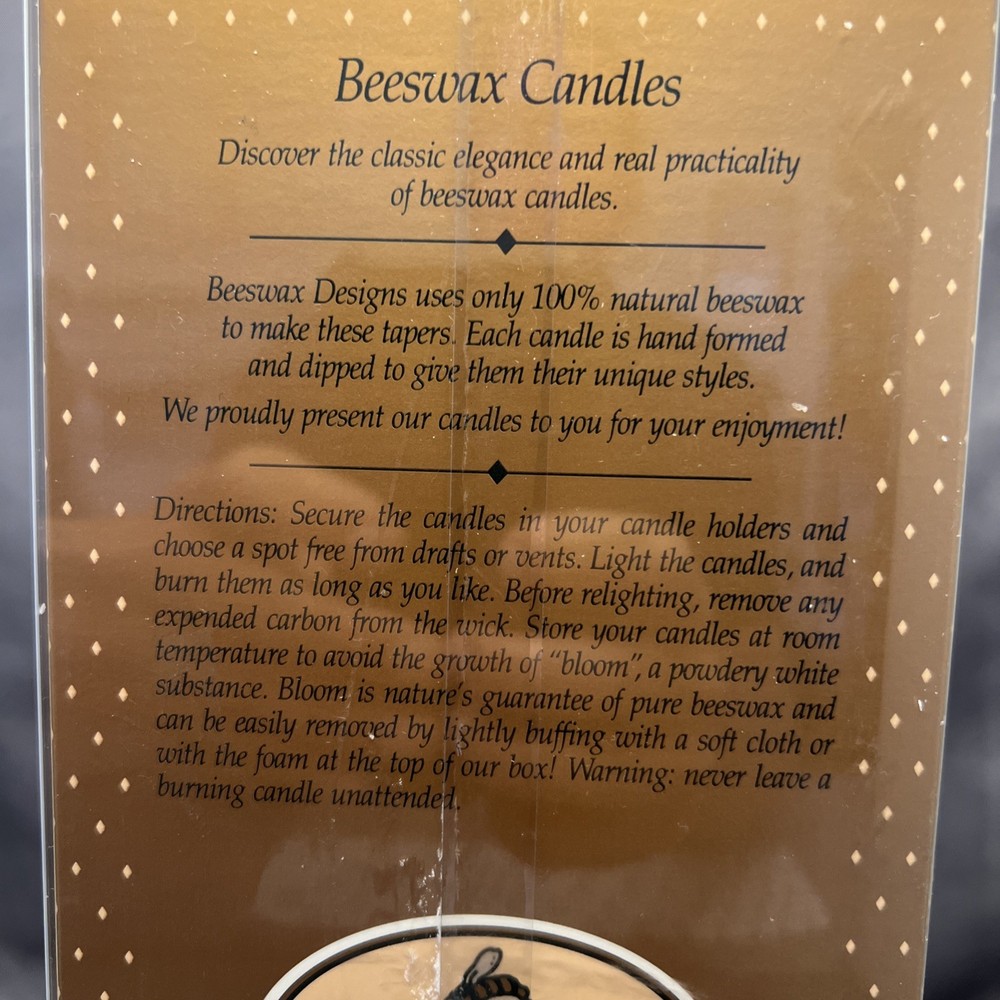 Beeswax Candles
Discover the classic elegance and real practicality
of beeswax candles.
Beeswax Designs uses only 100% natural beeswax
to make these tapers. Each candle is hand formed
and dipped to give them their unique styles.
We proudly present our candles to you for your enjoyment!
Directions: Secure the candles in your candle holders and
choose a spot free from drafts or vents. Light the candles, and
burn them as long as you like. Before relighting, remove any
expended carbon from the wick. Store your candles at room
temperature to avoid the growth of “bloom”, a powdery white
substance. Bloom is nature's guarantee of pure beeswax and
can be easily removed by lightly buffing with a soft cloth or
with the foam at the top of our box! Warning: never leave a
burning candle unattended.